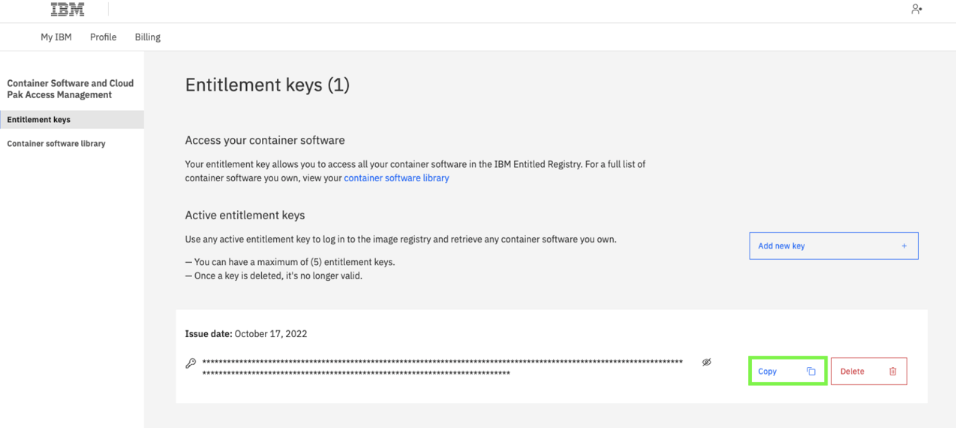 IBM
My IBM Profile Billing
Container Software and Cloud
Pak Access Management
Entitlement keys
Container software library
Entitlement keys (1)
Access your container software
Your entitlement key allows you to access all your container software in the IBM Entitled Registry. For a full list of
container software you own, view your container software library
Active entitlement keys
Use any active entitlement key to log in to the image registry and retrieve any container software you own.
— You can have a maximum of (5) entitlement keys.
— Once a key is deleted, it's no longer valid.
Add new key +
Issue date: October 17, 2022
************************************************************************************************************************
*****************************************************************************
Copy
Delete